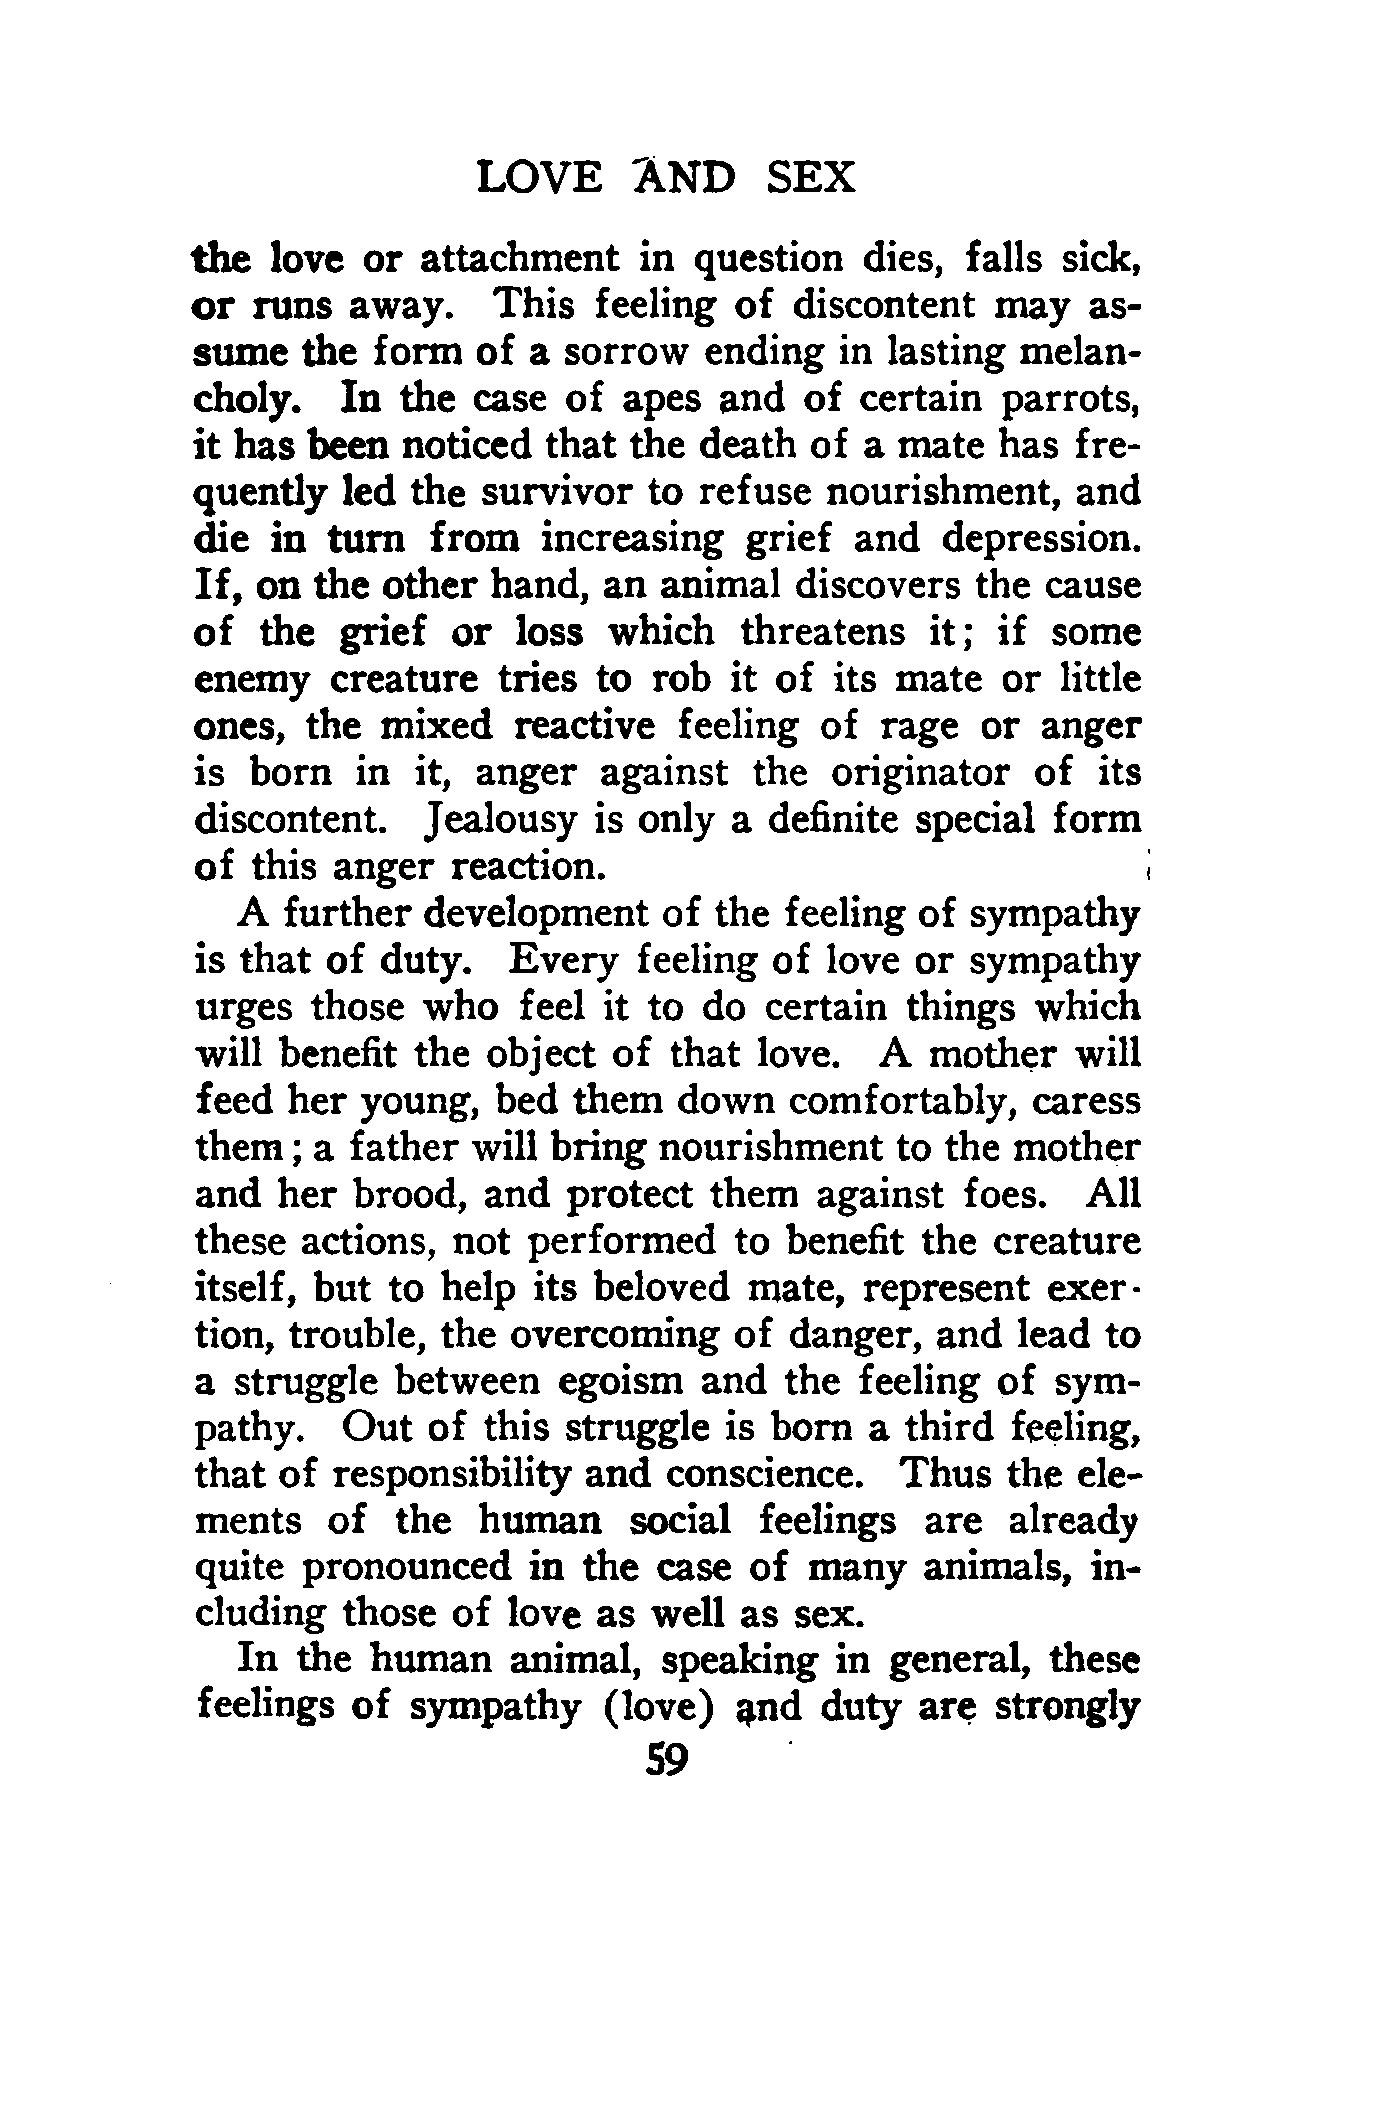 LOVE AND SEX
the love or attachment in question dies, falls sick,
or runs away. This feeling of discontent may as-
sume the form of a sorrow ending in lasting melan-
choly. In the case of apes and of certain parrots,
it has been noticed that the death of a mate has fre-
quently led the survivor to refuse nourishment, and
die in turn from increasing grief and depression.
If, on the other hand, an animal discovers the cause
of the grief or loss which threatens it; if some
enemy creature tries to rob it of its mate or little
ones, the mixed reactive feeling of rage or anger
is born in it, anger against the originator of its
discontent. Jealousy is only a definite special form
of this anger reaction.
A further development of the feeling of sympathy
is that of duty. Every feeling of love or sympathy
urges those who feel it to do certain things which
will benefit the object of that love. A mother will
feed her young, bed them down comfortably, caress
them; a father will bring nourishment to the mother
and her brood, and protect them against foes. All
these actions, not performed to benefit the creature
itself, but to help its beloved mate, represent exer-
tion, trouble, the overcoming of danger, and lead to
a struggle between egoism and the feeling of sym-
pathy. Out of this struggle is born a third feeling,
that of responsibility and conscience. Thus the ele-
ments of the human social feelings are already
quite pronounced in the case of many animals, in-
cluding those of love as well as sex.
In the human animal, speaking in general, these
feelings of sympathy (love) and duty are strongly
59